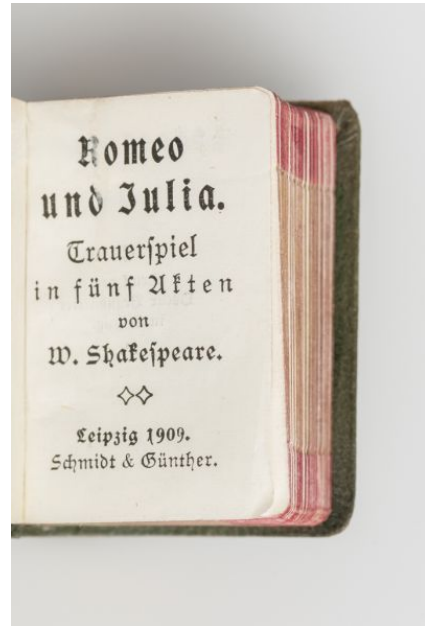 Romeo
und Julia.
Trauerſpiel
in fünf Akten
von
W. Shakeſpeare.
Leipzig 1909.
Schmidt & Günther.